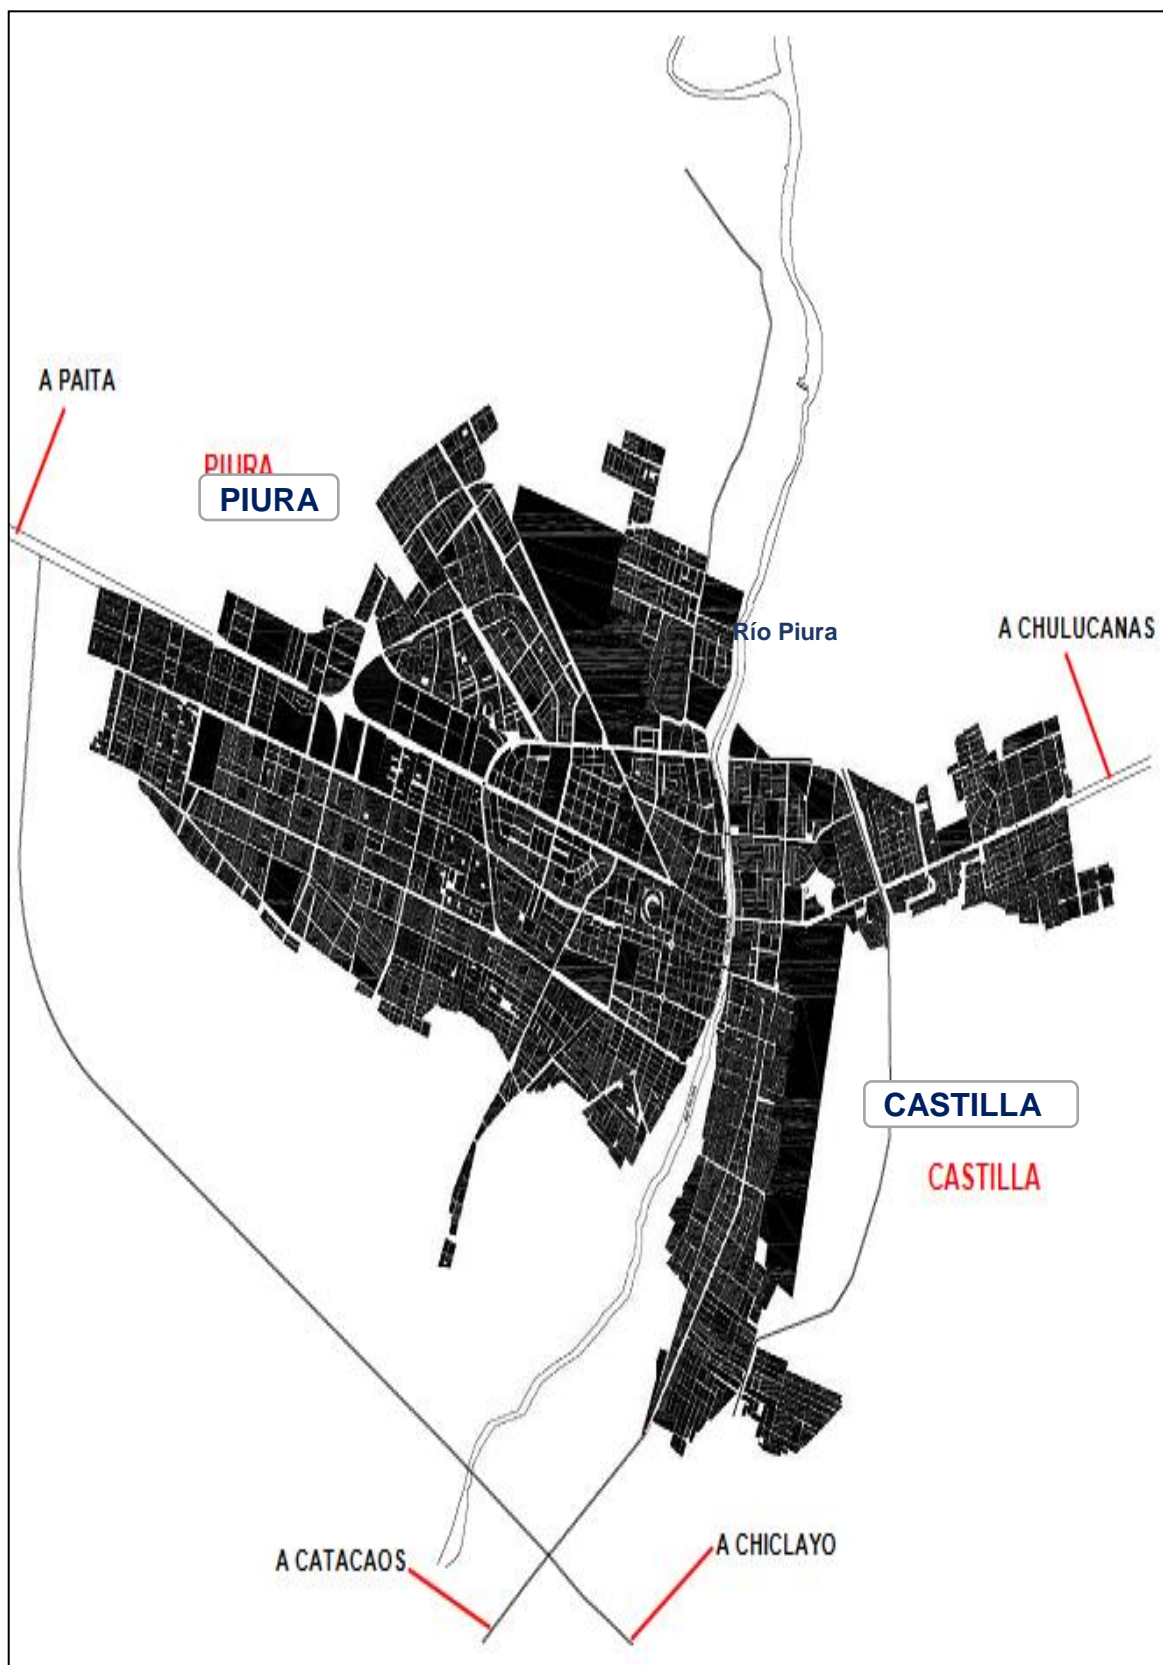 A PAITA
PIURA
PIURA
Río Piura
A CHULUCANAS
CASTILLA
CASTILLA
A CHICLAYO
A CATACAOS